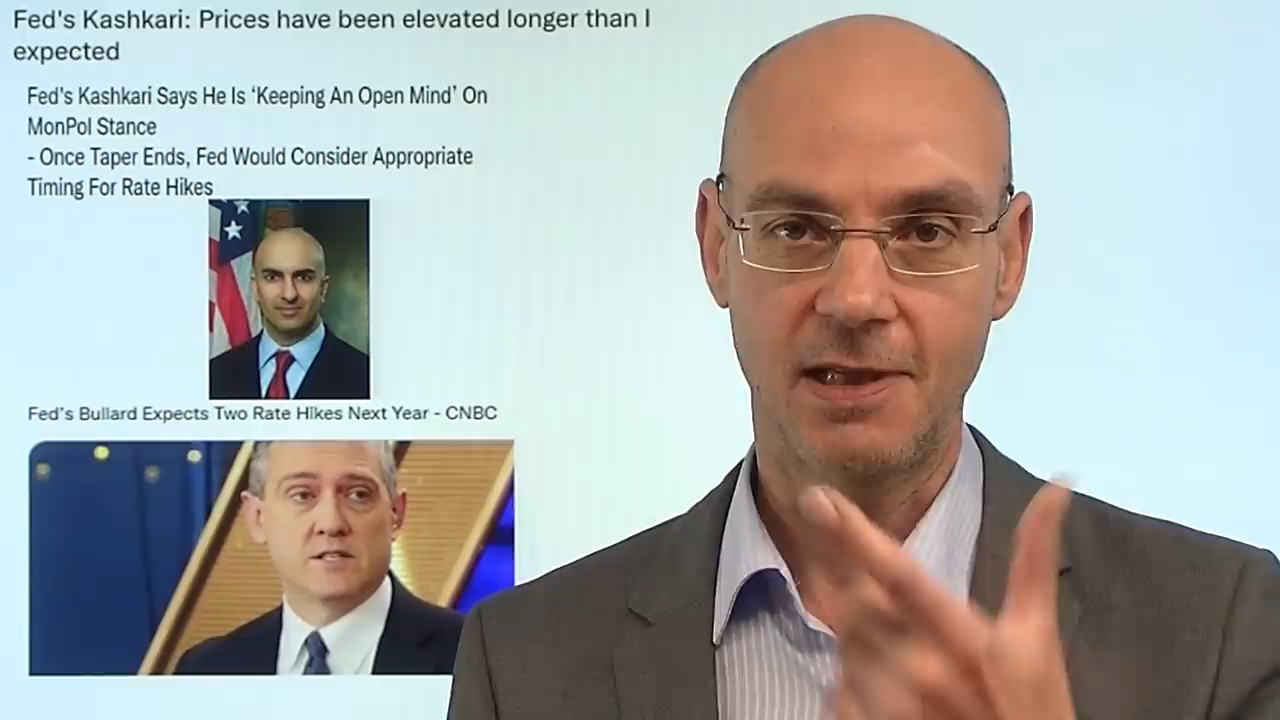 Fed's Kashkari: Prices have been elevated longer than I
expected
Fed's Kashkari Says He Is ‘Keeping An Open Mind’ On
MonPol Stance
- Once Taper Ends, Fed Would Consider Appropriate
Timing For Rate Hikes
Fed's Bullard Expects Two Rate Hikes Next Year - CNBC